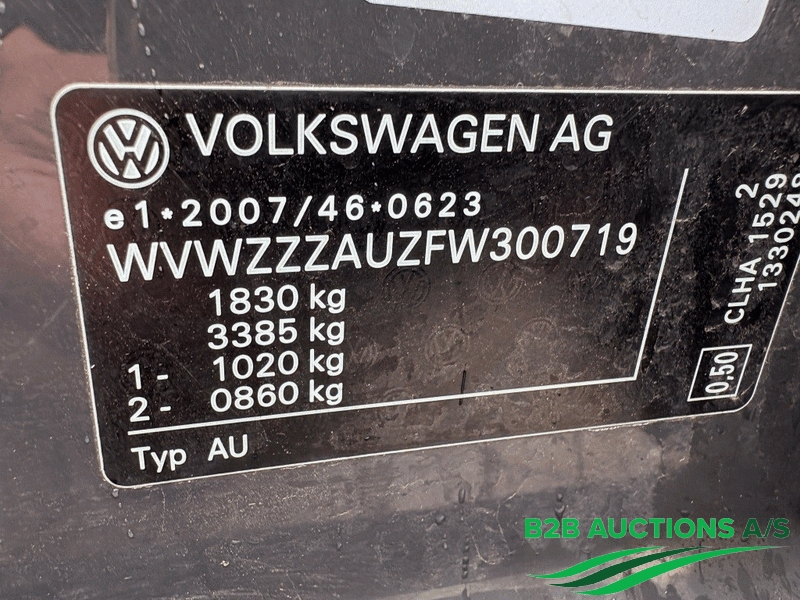 VOLKSWAGEN AG
e1*2007/46*0623
WVWZZZAUZFW300719
1830 kg
3385 kg
1- 1020 kg
2- 0860 kg
Typ AU
2
CLHA 1529
0,50
B2B AUCTIONS A/S